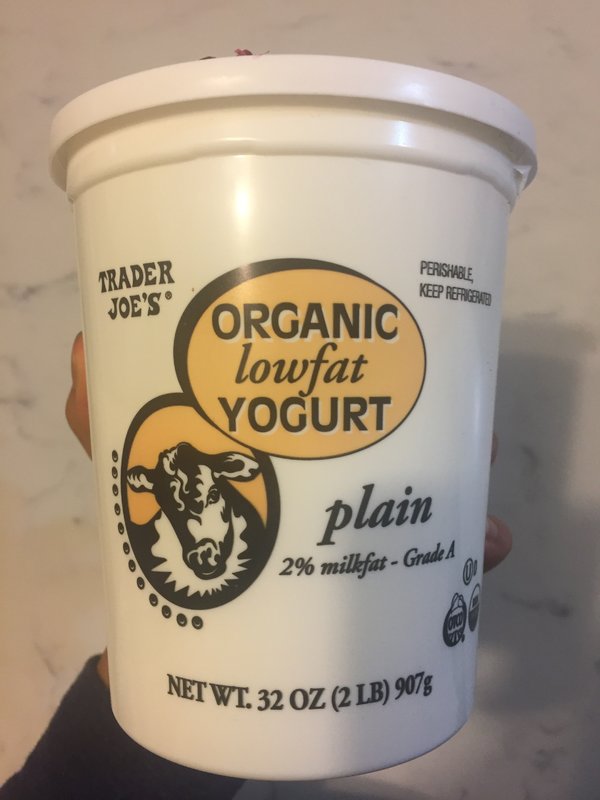 TRADER
JOE'S®
PERISHABLE,
KEEP REFRIGERATED
ORGANIC
lowfat
YOGURT
plain
2% milkfat - Grade A
U D
NET WT. 32 OZ (2 LB) 907g